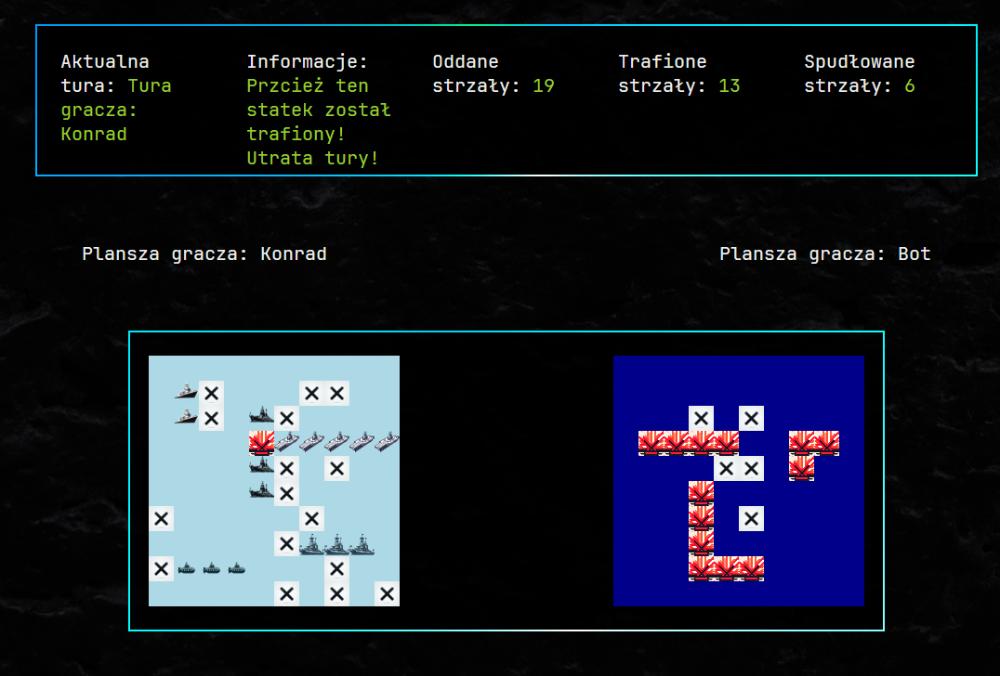 Aktualna
tura: Tura
gracza:
Konrad
Informacje:
Przcież ten
statek został
trafiony!
Utrata tury!
Oddane
strzały: 19
Trafione
strzały: 13
Spudłowane
strzały: 6
Plansza gracza: Konrad
Plansza gracza: Bot